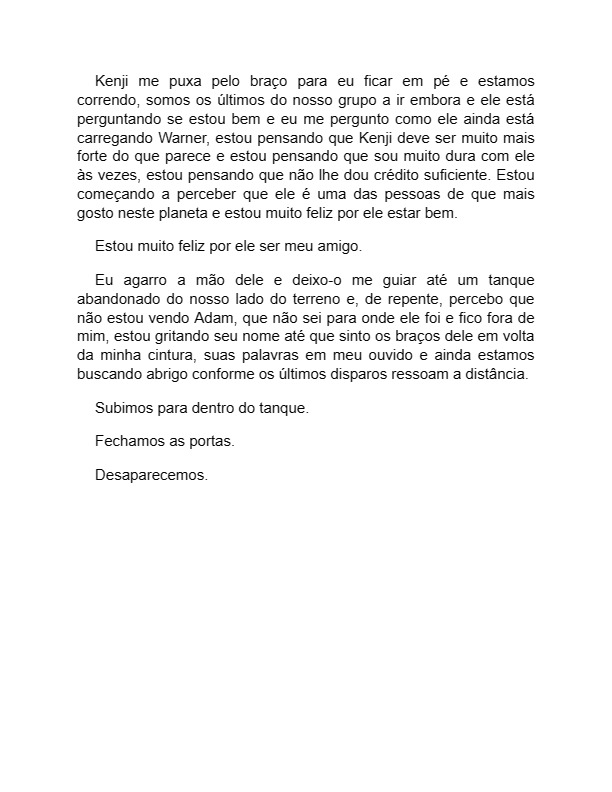 Kenji me puxa pelo braço para eu ficar em pé e estamos
correndo, somos os últimos do nosso grupo a ir embora e ele está
perguntando se estou bem e eu me pergunto como ele ainda está
carregando Warner, estou pensando que Kenji deve ser muito mais
forte do que parece e estou pensando que sou muito dura com ele
às vezes, estou pensando que não lhe dou crédito suficiente. Estou
começando a perceber que ele é uma das pessoas de que mais
gosto neste planeta e estou muito feliz por ele estar bem.
Estou muito feliz por ele ser meu amigo.
Eu agarro a mão dele e deixo-o me guiar até um tanque
abandonado do nosso lado do terreno e, de repente, percebo que
não estou vendo Adam, que não sei para onde ele foi e fico fora de
mim, estou gritando seu nome até que sinto os braços dele em volta
da minha cintura, suas palavras em meu ouvido e ainda estamos
buscando abrigo conforme os últimos disparos ressoam a distância.
Subimos para dentro do tanque.
Fechamos as portas.
Desaparecemos.